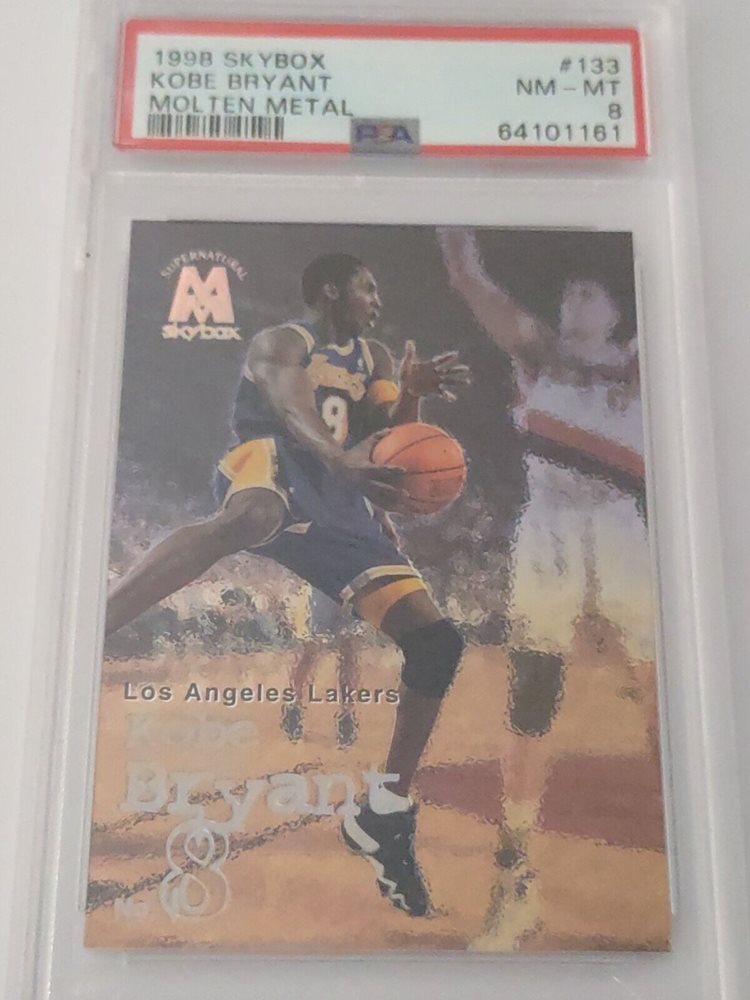 1998 SKYBOX
KOBE BRYANT
MOLTEN METAL
#133
NM – MT
8
64101161
PSA
SUPERNATURAL
MM
skybox
8
Los Angeles Lakers
Kobe
Bryant
No 8